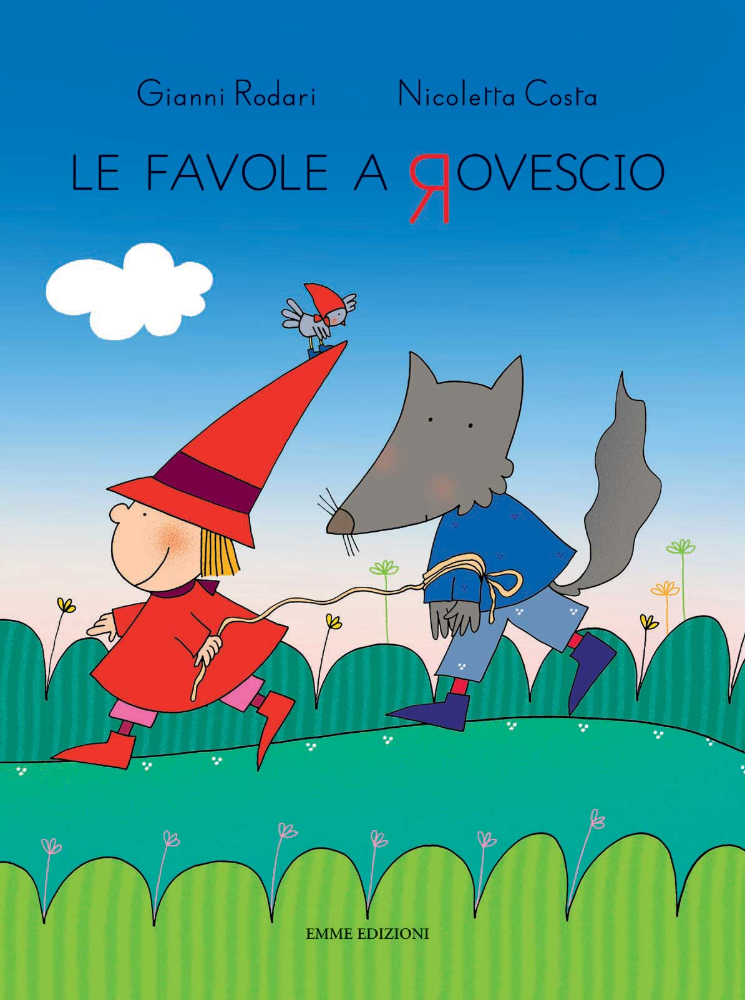 Gianni Rodari Nicoletta Costa
LE FAVOLE A ROVESCIO
EMME EDIZIONI